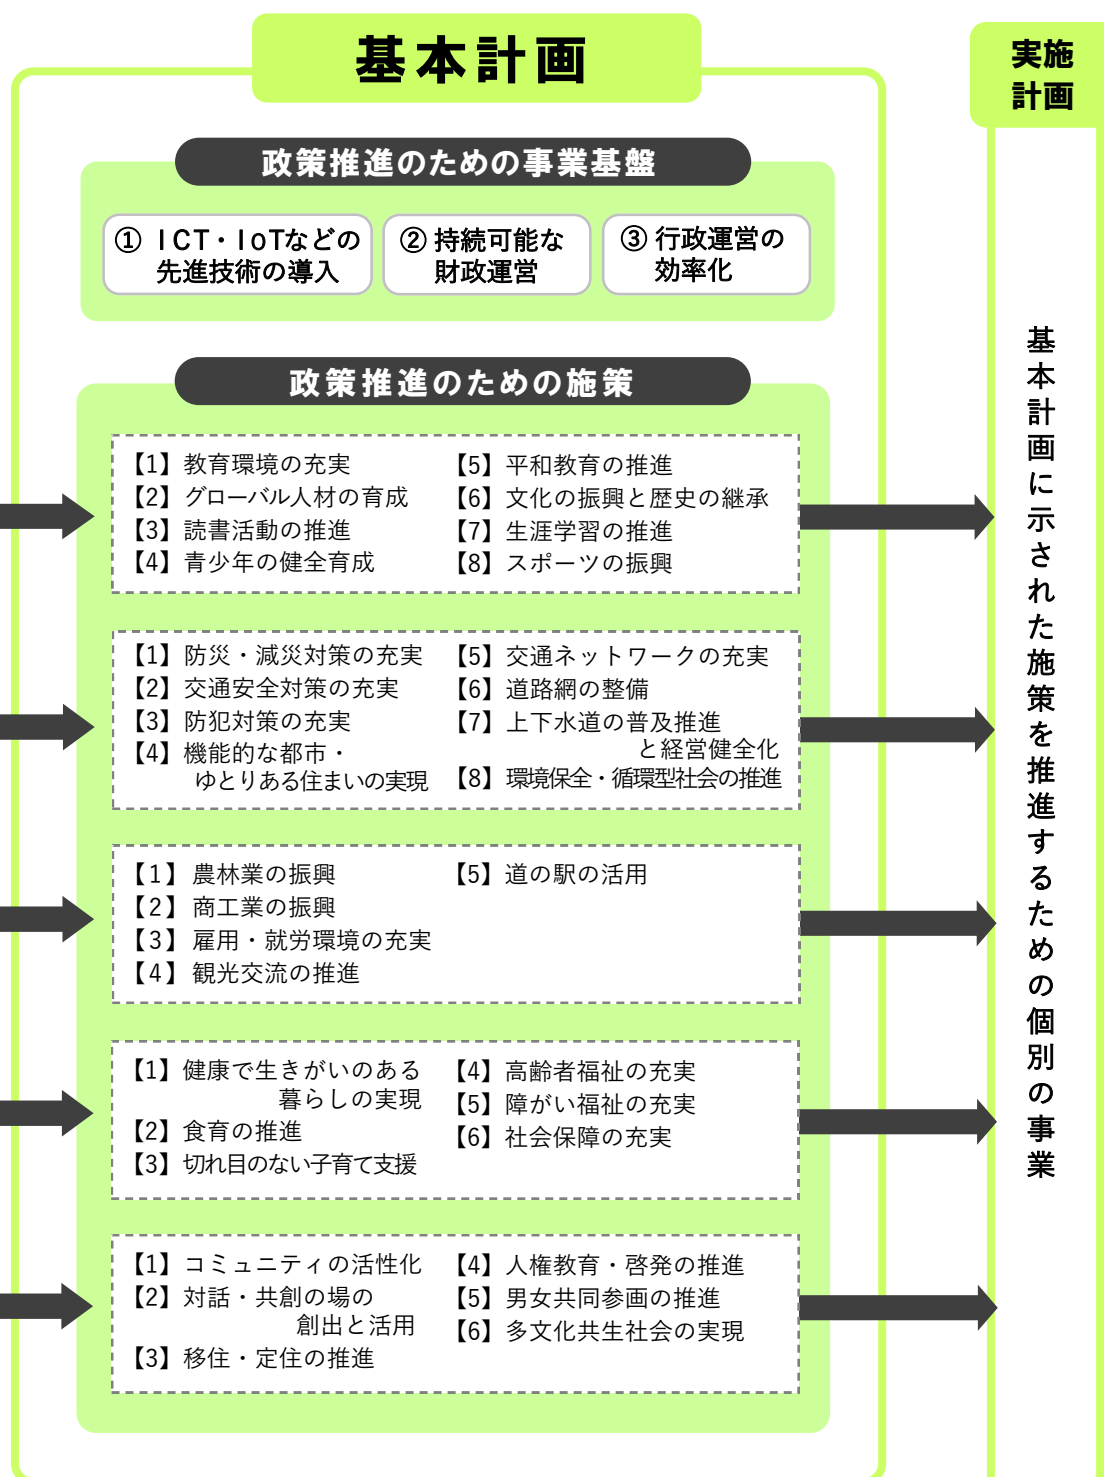 基本計画
政策推進のための事業基盤
① ICT・IoTなどの
先進技術の導入
② 持続可能な
財政運営
③ 行政運営の
効率化
政策推進のための施策
【1】教育環境の充実
【2】グローバル人材の育成
【3】読書活動の推進
【4】青少年の健全育成
【5】平和教育の推進
【6】文化の振興と歴史の継承
【7】生涯学習の推進
【8】スポーツの振興
【1】防災・減災対策の充実
【2】交通安全対策の充実
【3】防犯対策の充実
【4】機能的な都市・
ゆとりある住まいの実現
【5】交通ネットワークの充実
【6】道路網の整備
【7】上下水道の普及推進
と経営健全化
【8】環境保全・循環型社会の推進
【1】農林業の振興
【2】商工業の振興
【3】雇用・就労環境の充実
【4】観光交流の推進
【5】道の駅の活用
【1】健康で生きがいのある
暮らしの実現
【2】食育の推進
【3】切れ目のない子育て支援
【4】高齢者福祉の充実
【5】障がい福祉の充実
【6】社会保障の充実
【1】コミュニティの活性化
【2】対話・共創の場の
創出と活用
【3】移住・定住の推進
【4】人権教育・啓発の推進
【5】男女共同参画の推進
【6】多文化共生社会の実現
実施
計画
基本計画に示された施策を推進するための個別の事業